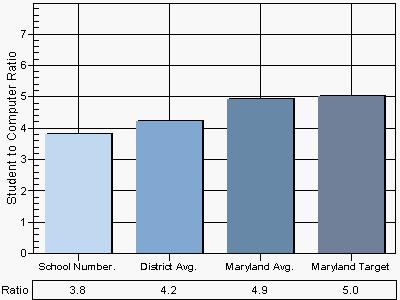 Student to Computer Ratio
7
6
5
4
3
2
1
0
School Number. District Avg. Maryland Avg. Maryland Target
Ratio 3.8 4.2 4.9 5.0